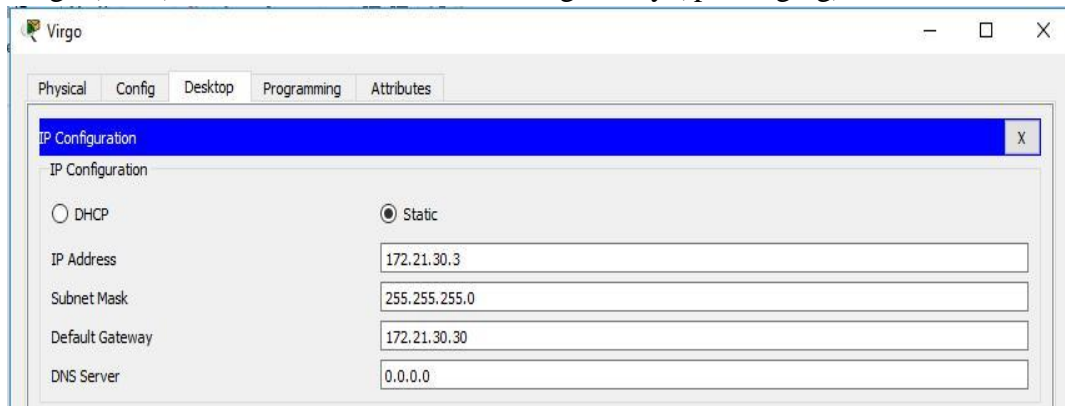 Virgo
Physical Config Desktop Programming Attributes
IP Configuration X
IP Configuration
DHCP Static
IP Address 172.21.30.3
Subnet Mask 255.255.255.0
Default Gateway 172.21.30.30
DNS Server 0.0.0.0